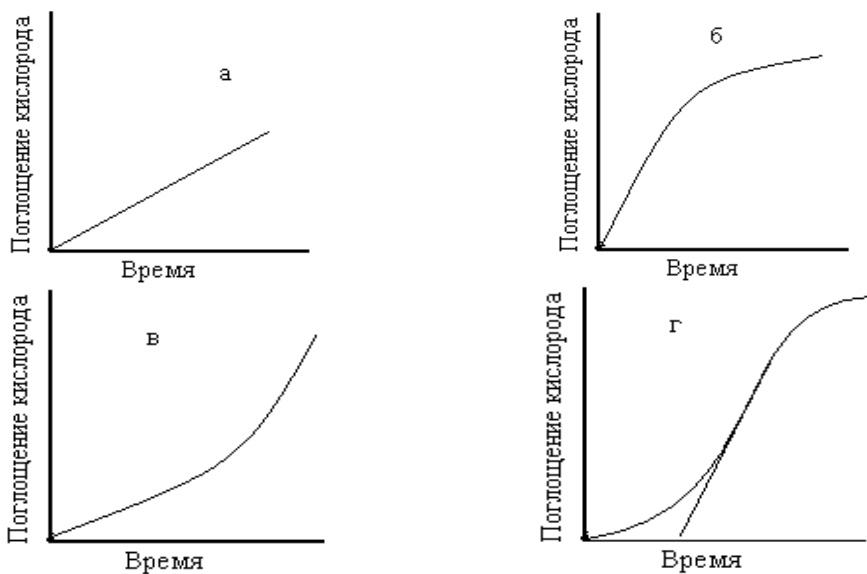 Поглощение кислорода
а
Время
Поглощение кислорода
б
Время
Поглощение кислорода
в
Время
Поглощение кислорода
г
Время